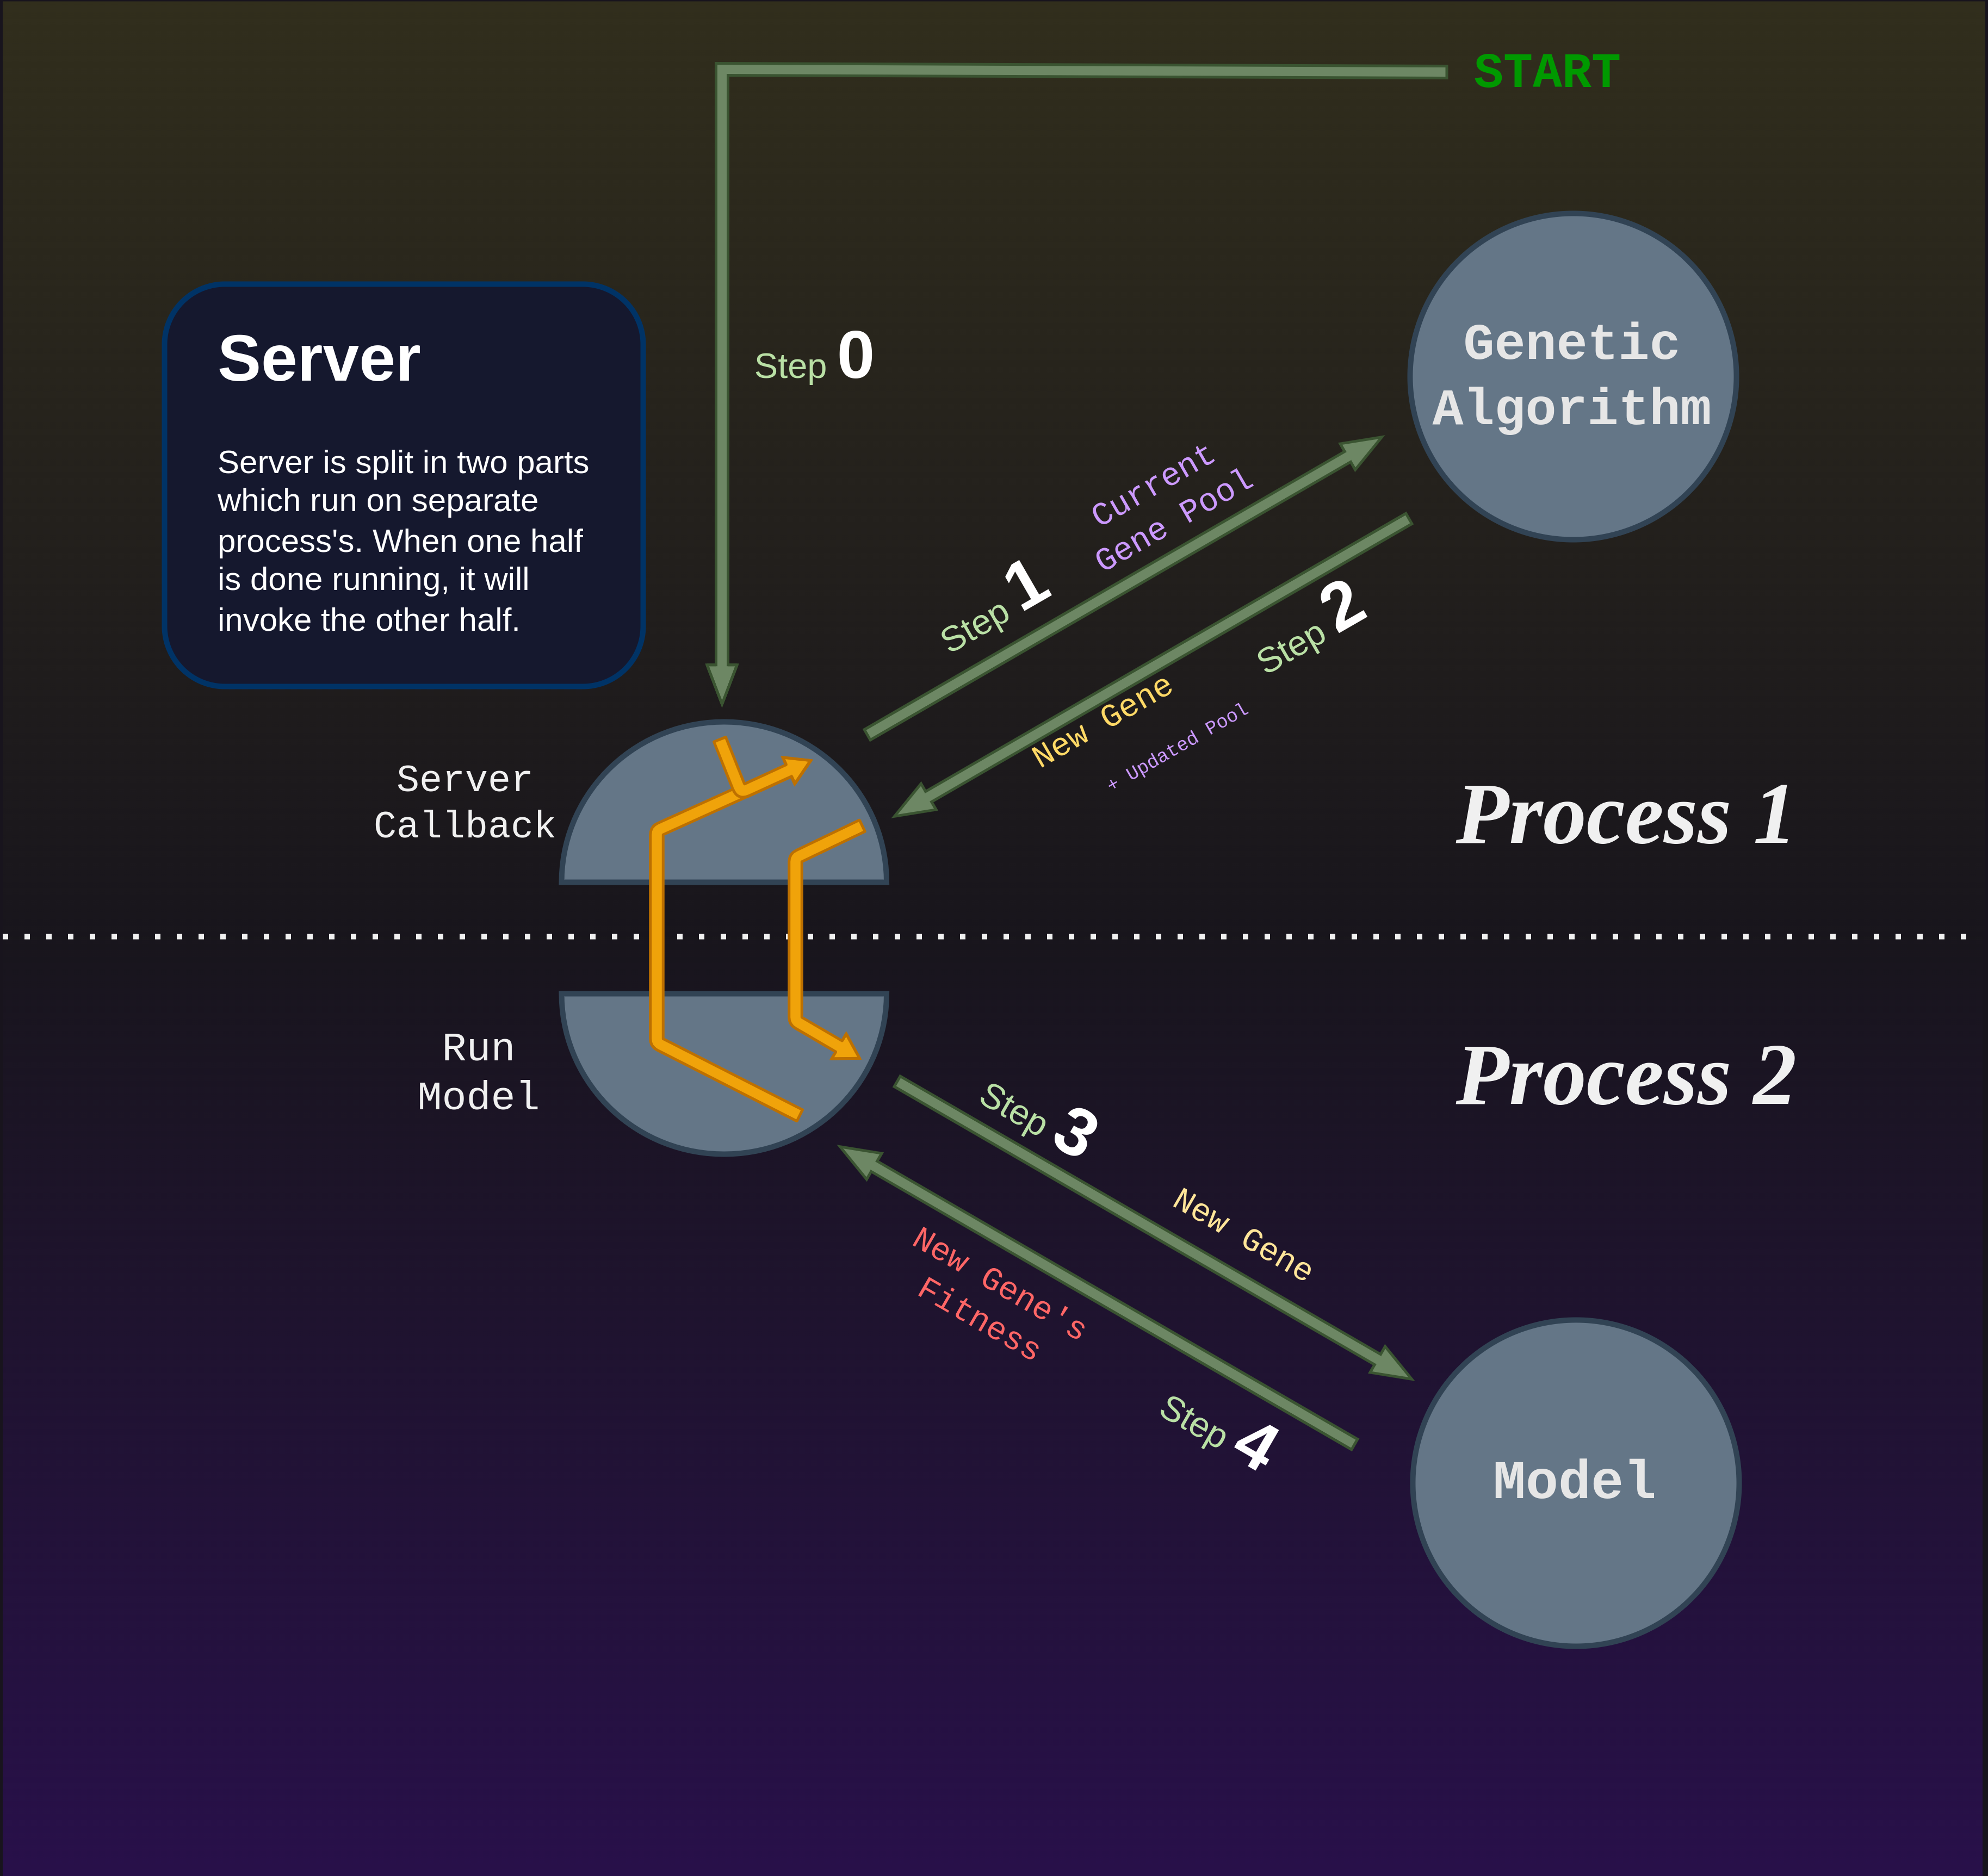 START
Server
Server is split in two parts
which run on separate
process's. When one half
is done running, it will
invoke the other half.
Step 0
Genetic
Algorithm
Current
Gene Pool
Step 1
Step 2
New Gene
+ Updated Pool
Server
Callback
Process 1
Run
Model
Process 2
Step 3
New Gene
New Gene's
Fitness
Step 4
Model